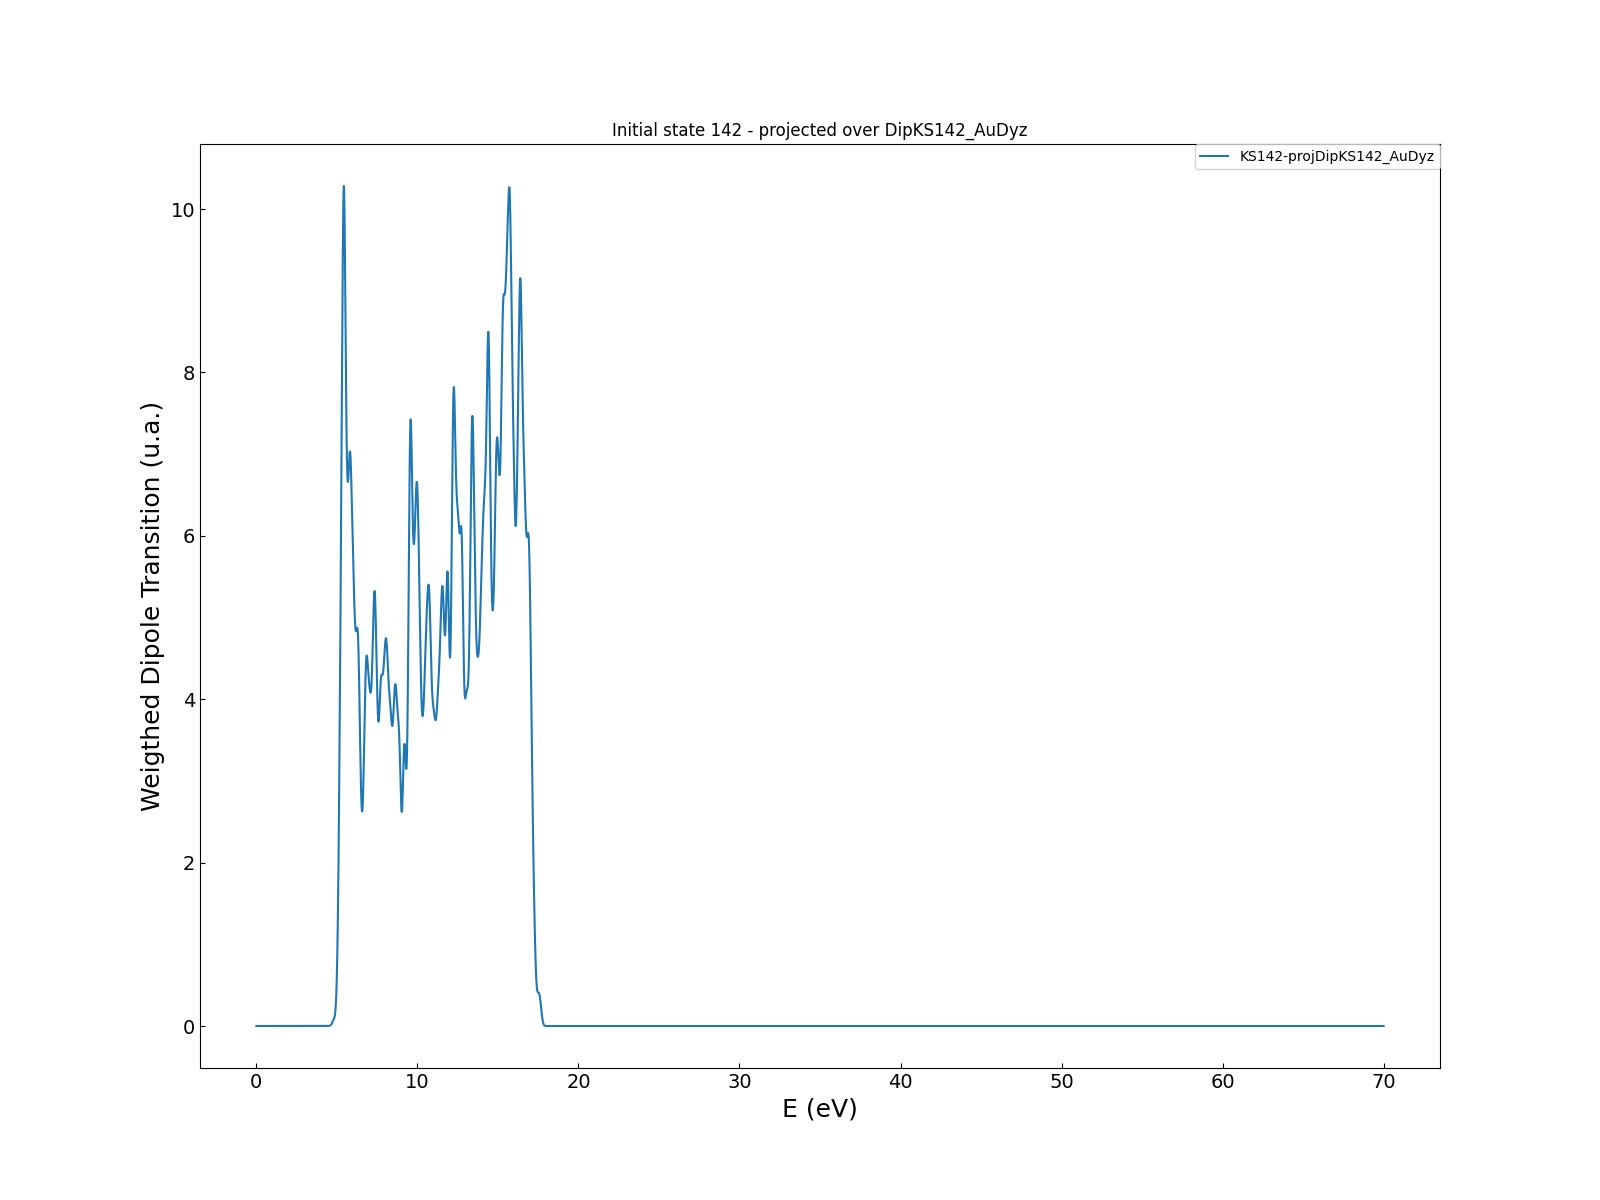 Initial state 142 - projected over DipKS142_AuDyz
KS142-projDipKS142_AuDyz
Weigthed Dipole Transition (u.a.)
10
8
6
4
2
0
0 10 20 30 40 50 60 70
E (eV)